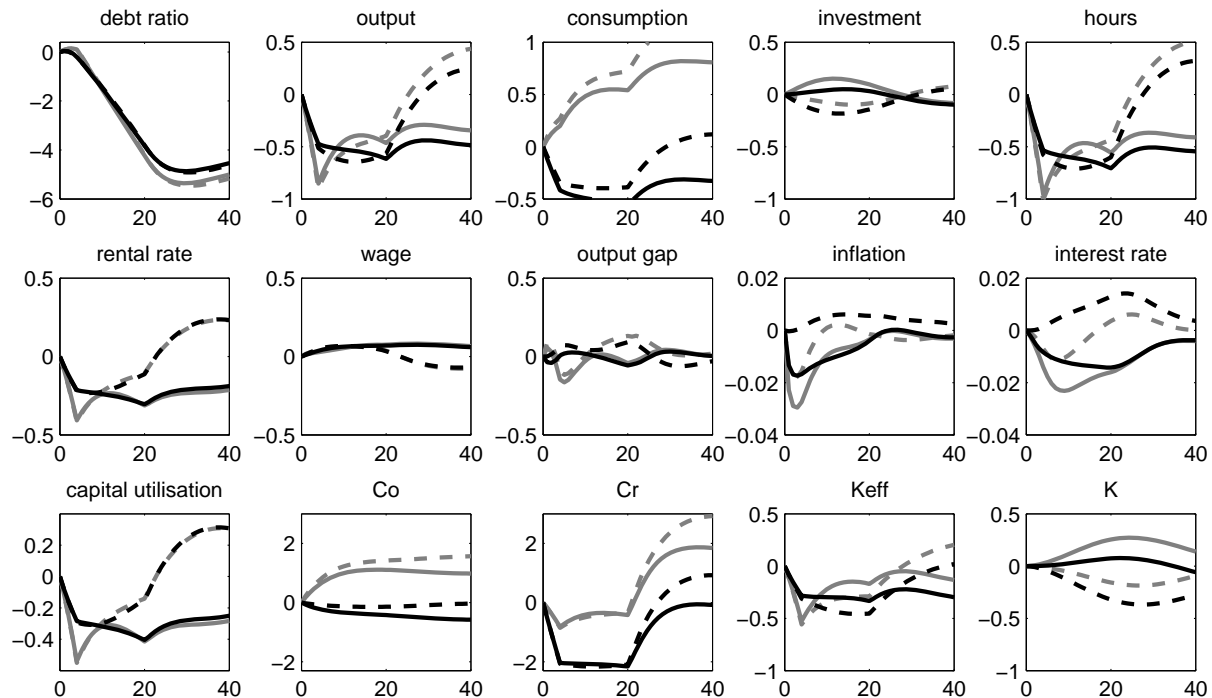 debt ratio output consumption investment hours
0 −2 −4 −6 0 20 40
0.5 0 −0.5 −1 0 20 40
1 0.5 0 −0.5 0 20 40
0.5 0 −0.5 −1 0 20 40
0.5 0 −0.5 −1 0 20 40
rental rate wage output gap inflation interest rate
0.5 0 −0.5 0 20 40
0.5 0 −0.5 0 20 40
0.5 0 −0.5 0 20 40
0.02 0 −0.02 −0.04 0 20 40
0.02 0 −0.02 −0.04 0 20 40
capital utilisation Co Cr Keff K
0.2 0 −0.2 −0.4 0 20 40
2 0 −2 0 20 40
2 0 −2 0 20 40
0.5 0 −0.5 −1 0 20 40
0.5 0 −0.5 −1 0 20 40